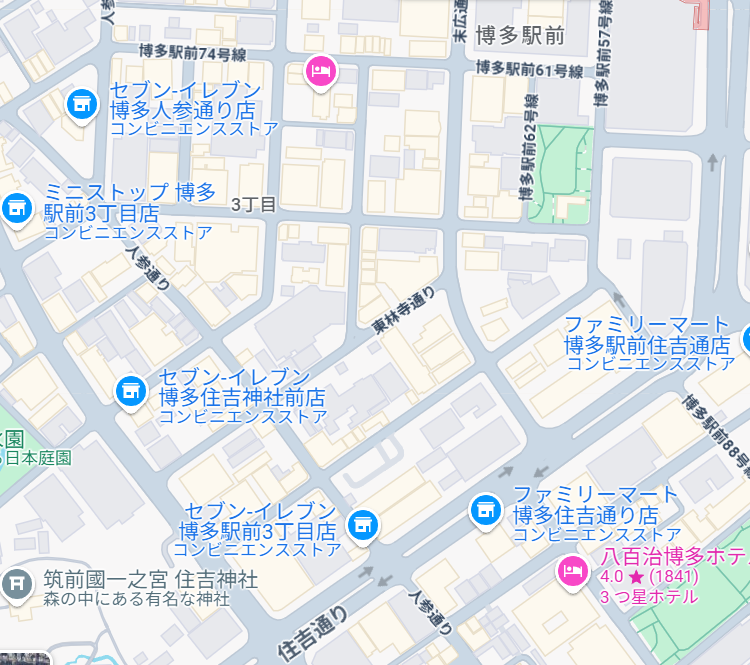 人参
末広通
博多駅前
博多駅前57号線
博多駅前74号線
博多駅前61号線
セブン-イレブン
博多人参通り店
コンビニエンスストア
博多駅前62号線
ミニストップ 博多
駅前3丁目店
コンビニエンスストア
3丁目
人参通り
東林寺通り
ファミリーマート
博多駅前住吉通店
コンビニエンスストア
セブン-イレブン
博多住吉神社前店
コンビニエンスストア
博多駅前88号線
園
日本庭園
セブン-イレブン
博多駅前3丁目店
コンビニエンスストア
ファミリーマート
博多住吉通り店
コンビニエンスストア
八百治博多ホテル
4.0 ★ (1841)
3 つ星ホテル
筑前國一之宮 住吉神社
森の中にある有名な神社
住吉通り
人参通り